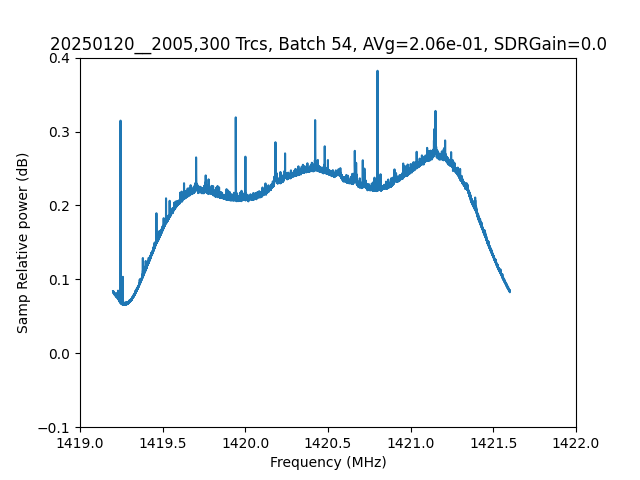 20250120__2005,300 Trcs, Batch 54, AVg=2.06e-01, SDRGain=0.0
0.4
0.3
0.2
0.1
0.0
−0.1
Samp Relative power (dB)
1419.0 1419.5 1420.0 1420.5 1421.0 1421.5 1422.0
Frequency (MHz)